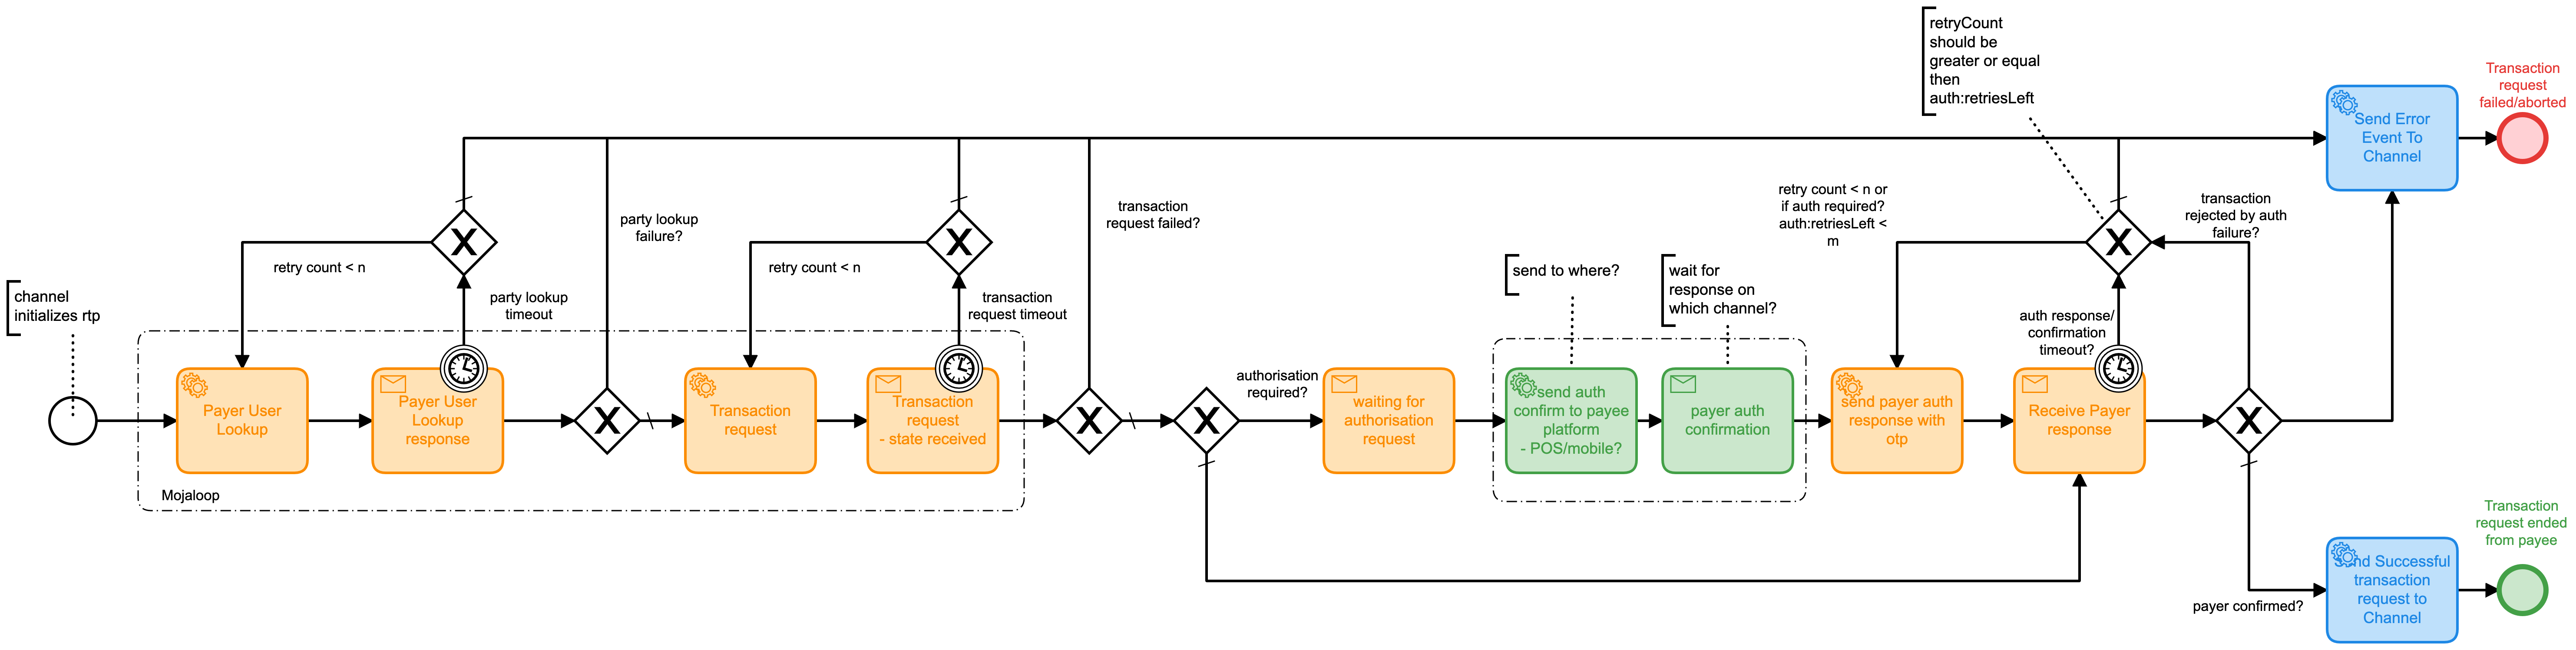 channel
initializes rtp
Payer User
Lookup
Payer User
Lookup
response
party lookup
timeout
retry count < n
party lookup
failure?
Mojaloop
Transaction
request
Transaction
request
- state received
transaction
request timeout
retry count < n
transaction
request failed?
authorisation
required?
waiting for
authorisation
request
send to where?
send auth
confirm to payee
platform
- POS/mobile?
wait for
response on
which channel?
payer auth
confirmation
retry count < n or
if auth required?
auth:retriesLeft <
m
send payer auth
response with
otp
retryCount
should be
greater or equal
then
auth:retriesLeft
auth response/
confirmation
timeout?
Receive Payer
response
transaction
rejected by auth
failure?
Send Error
Event To
Channel
Transaction
request
failed/aborted
payer confirmed?
Successful
transaction
request to
Channel
Transaction
request ended
from payee